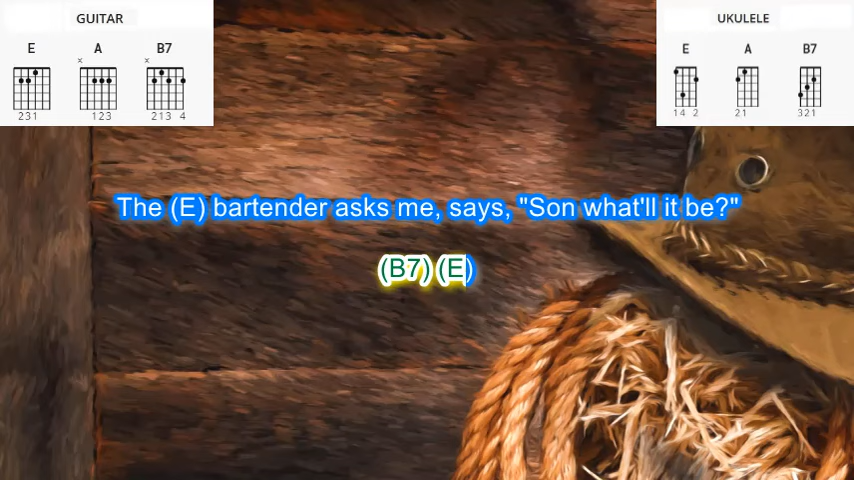 GUITAR
E A B7
× ×
231 123 213 4
UKULELE
E A B7
14 2 21 321
The (E) bartender asks me, says, "Son what'll it be?"
(B7) (E)